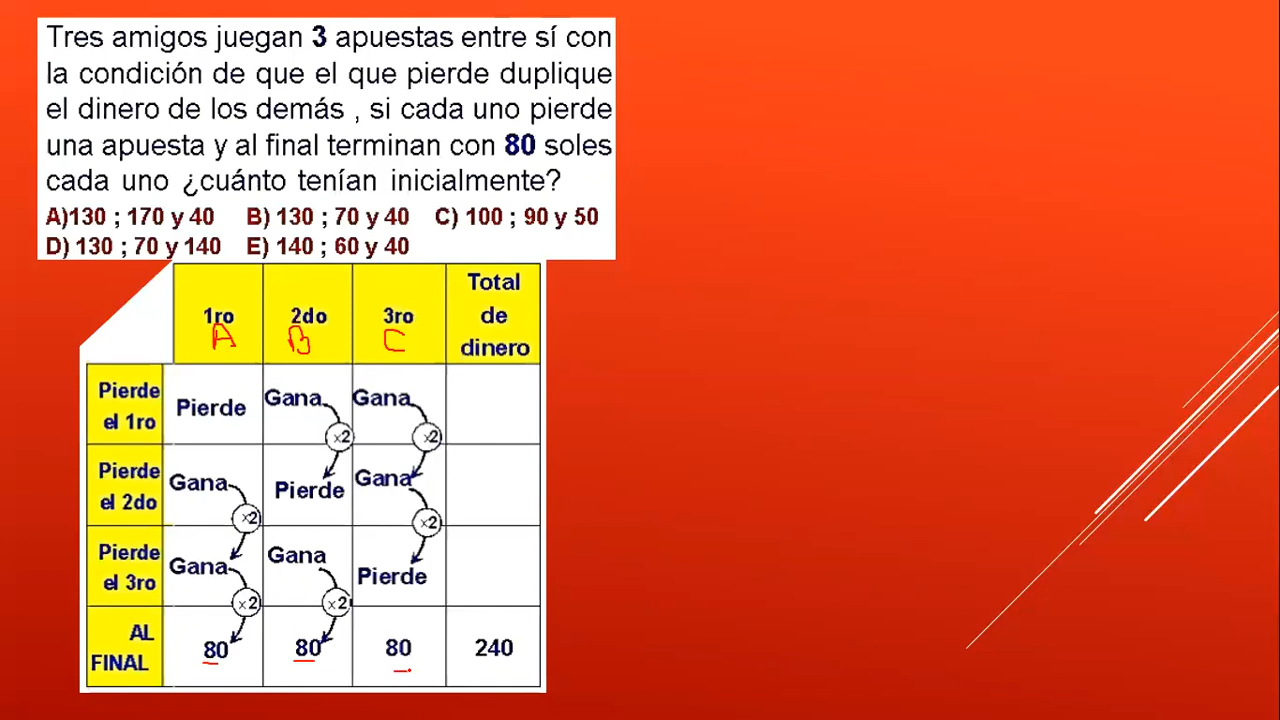 Tres amigos juegan 3 apuestas entre sí con
la condición de que el que pierde duplique
el dinero de los demás , si cada uno pierde
una apuesta y al final terminan con 80 soles
cada uno ¿cuánto tenían inicialmente?
A)130 ; 170 y 40 B) 130 ; 70 y 40 C) 100 ; 90 y 50
D) 130 ; 70 y 140 E) 140 ; 60 y 40
1ro 2do 3ro Total
de
dinero
A B C
Pierde
el 1ro
Pierde Gana Gana
x2 x2
Pierde
el 2do
Gana Pierde Gana
x2 x2
Pierde
el 3ro
Gana Gana Pierde
x2 x2
AL
FINAL
80 80 80 240